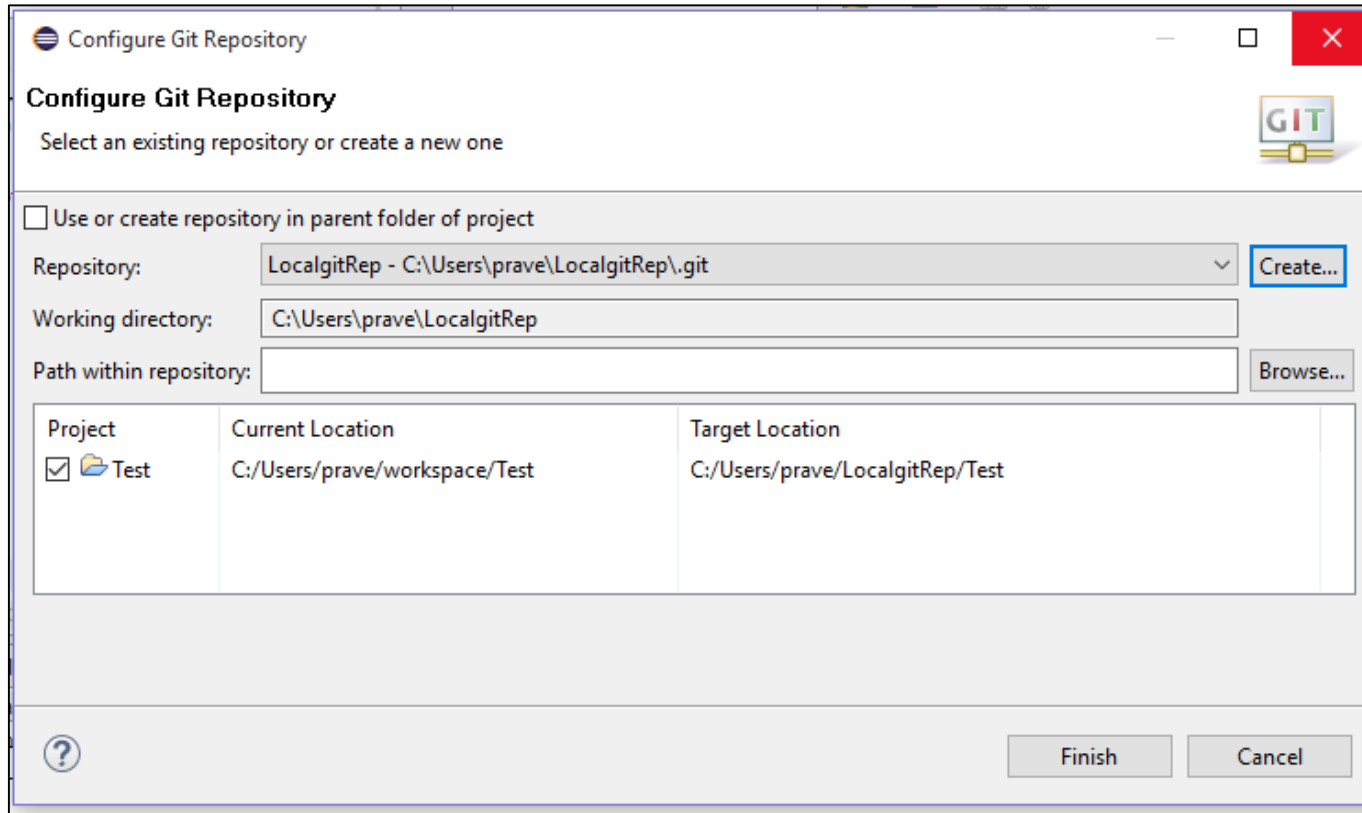 Configure Git Repository
Configure Git Repository
Select an existing repository or create a new one
GIT
Use or create repository in parent folder of project
Repository: LocalgitRep - C:\Users\prave\LocalgitRep\.git Create...
Working directory: C:\Users\prave\LocalgitRep
Path within repository: Browse...
Project Current Location Target Location
Test C:/Users/prave/workspace/Test C:/Users/prave/LocalgitRep/Test
? Finish Cancel